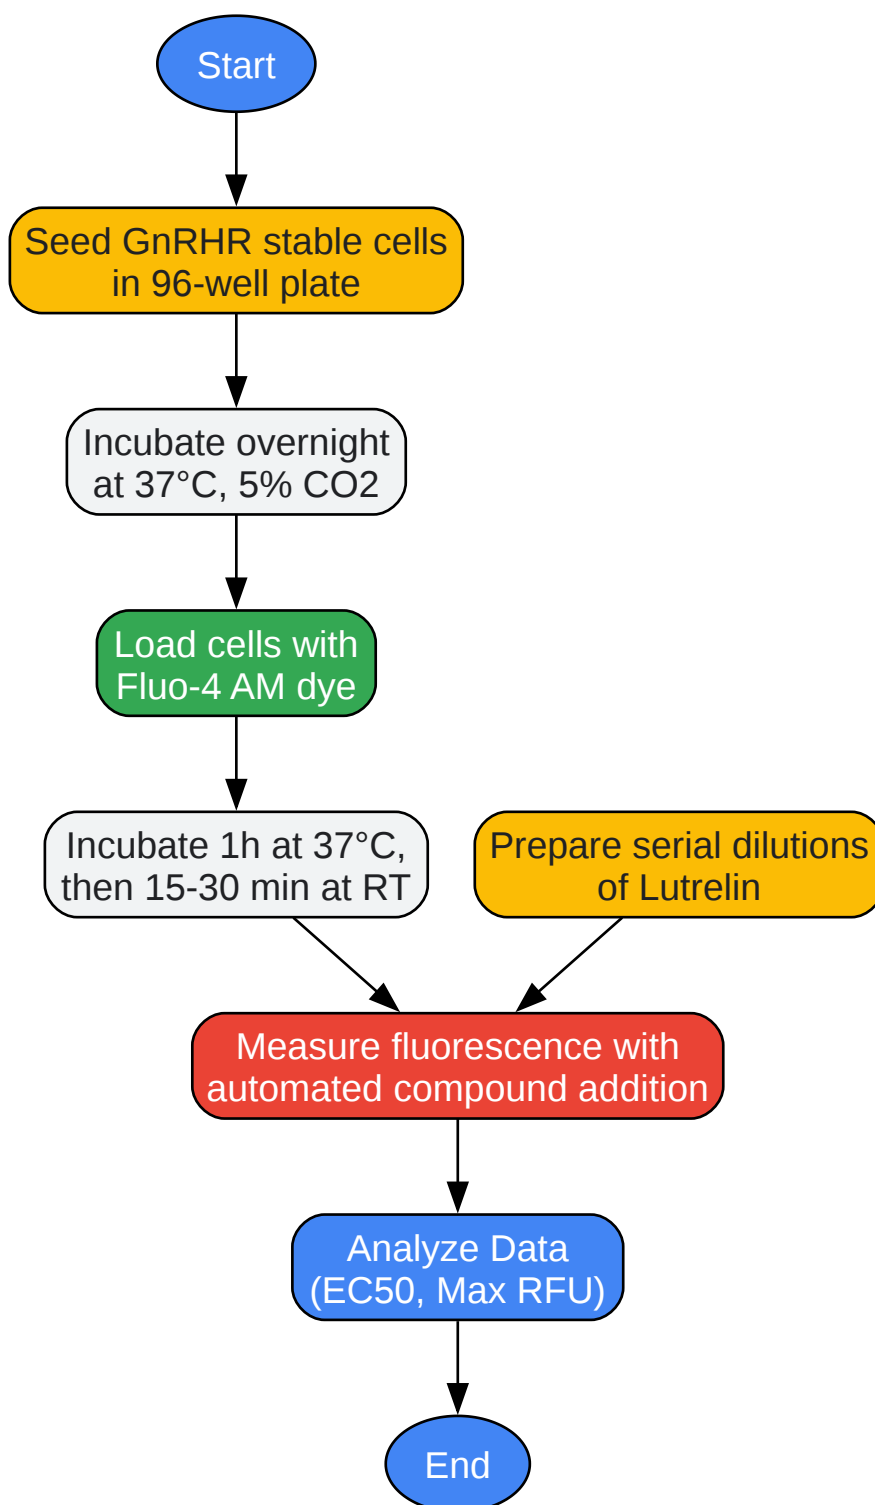 Start
Seed GnRHR stable cells
in 96-well plate
Incubate overnight
at 37°C, 5% CO2
Load cells with
Fluo-4 AM dye
Incubate 1h at 37°C,
then 15-30 min at RT
Prepare serial dilutions
of Lutrelin
Measure fluorescence with
automated compound addition
Analyze Data
(EC50, Max RFU)
End